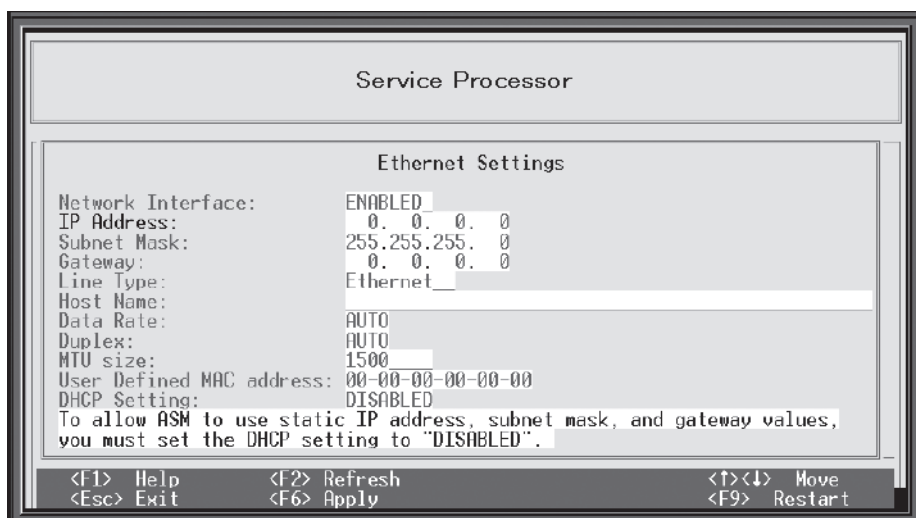 Service Processor
Ethernet Settings
Network Interface: ENABLED_
IP Address: 0. 0. 0. 0
Subnet Mask: 255.255.255. 0
Gateway: 0. 0. 0. 0
Line Type: Ethernet__
Host Name:
Data Rate: AUTO
Duplex: AUTO
MTU size: 1500____
User Defined MAC address: 00-00-00-00-00-00
DHCP Setting: DISABLED
To allow ASM to use static IP address, subnet mask, and gateway values,
you must set the DHCP setting to "DISABLED".
<F1> Help <F2> Refresh <↑><↓> Move
<Esc> Exit <F6> Apply <F9> Restart